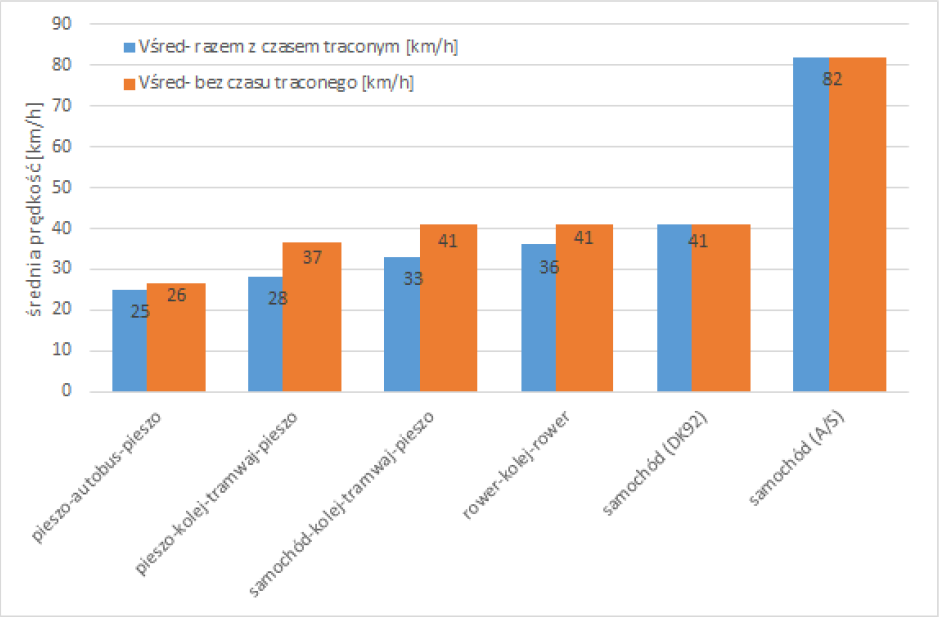 90
80
70
60
50
40
30
20
10
0
średnia prędkość [km/h]
Vśred- razem z czasem traconym [km/h]
Vśred- bez czasu traconego [km/h]
25
26
28
37
33
41
36
41
41
82
pieszo-autobus-pieszo
pieszo-kolej-tramwaj-pieszo
samochód-kolej-tramwaj-pieszo
rower-kolej-rower
samochód (DK92)
samochód (A/S)